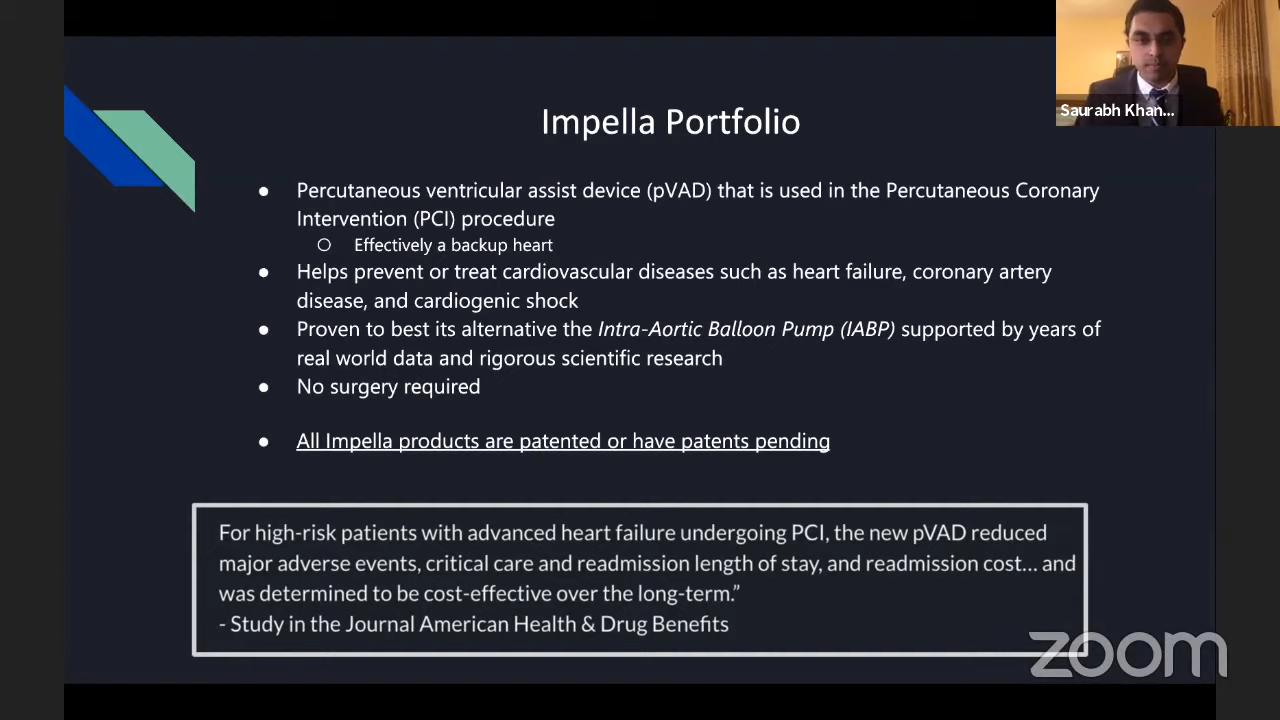 Saurabh Khan...
Impella Portfolio
● Percutaneous ventricular assist device (pVAD) that is used in the Percutaneous Coronary
Intervention (PCI) procedure
○ Effectively a backup heart
● Helps prevent or treat cardiovascular diseases such as heart failure, coronary artery
disease, and cardiogenic shock
● Proven to best its alternative the Intra-Aortic Balloon Pump (IABP) supported by years of
real world data and rigorous scientific research
● No surgery required
● All Impella products are patented or have patents pending
For high-risk patients with advanced heart failure undergoing PCI, the new pVAD reduced
major adverse events, critical care and readmission length of stay, and readmission cost... and
was determined to be cost-effective over the long-term.”
- Study in the Journal American Health & Drug Benefits
zoom